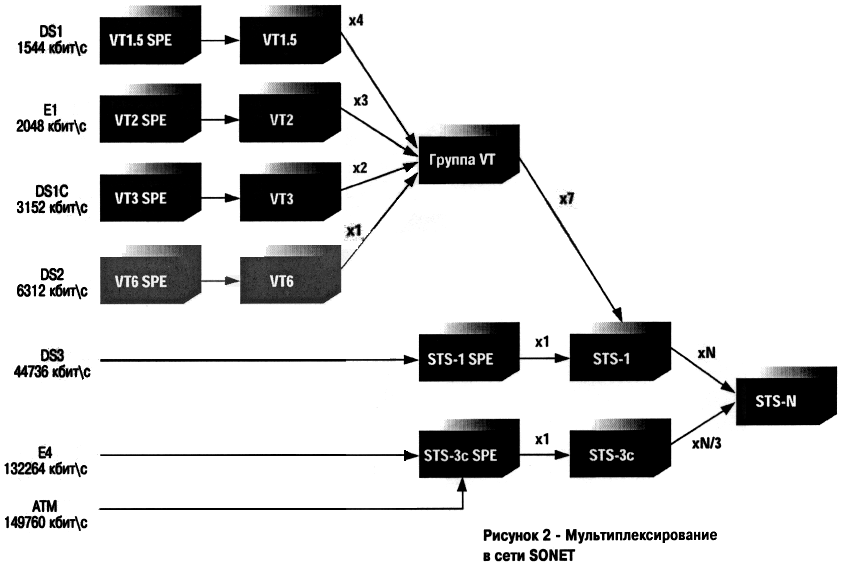 DS1
1544 кбит\с
VT1.5 SPE
VT1.5
x4
E1
2048 кбит\с
VT2 SPE
VT2
x3
DS1C
3152 кбит\с
VT3 SPE
VT3
x2
Группа VT
x7
DS2
6312 кбит\с
VT6 SPE
VT6
x1
DS3
44736 кбит\с
STS-1 SPE
x1
STS-1
xN
STS-N
E4
132264 кбит\с
STS-3c SPE
x1
STS-3c
xN/3
ATM
149760 кбит\с
Рисунок 2 - Мультиплексирование
в сети SONET